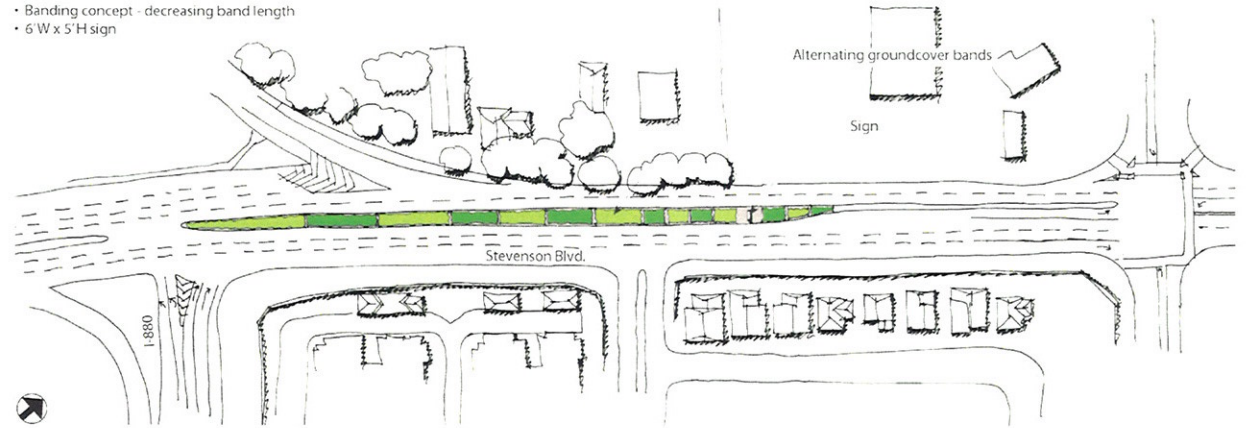 • Banding concept - decreasing band length
• 6'W x 5'H sign
Alternating groundcover bands
Sign
Stevenson Blvd.
I-880